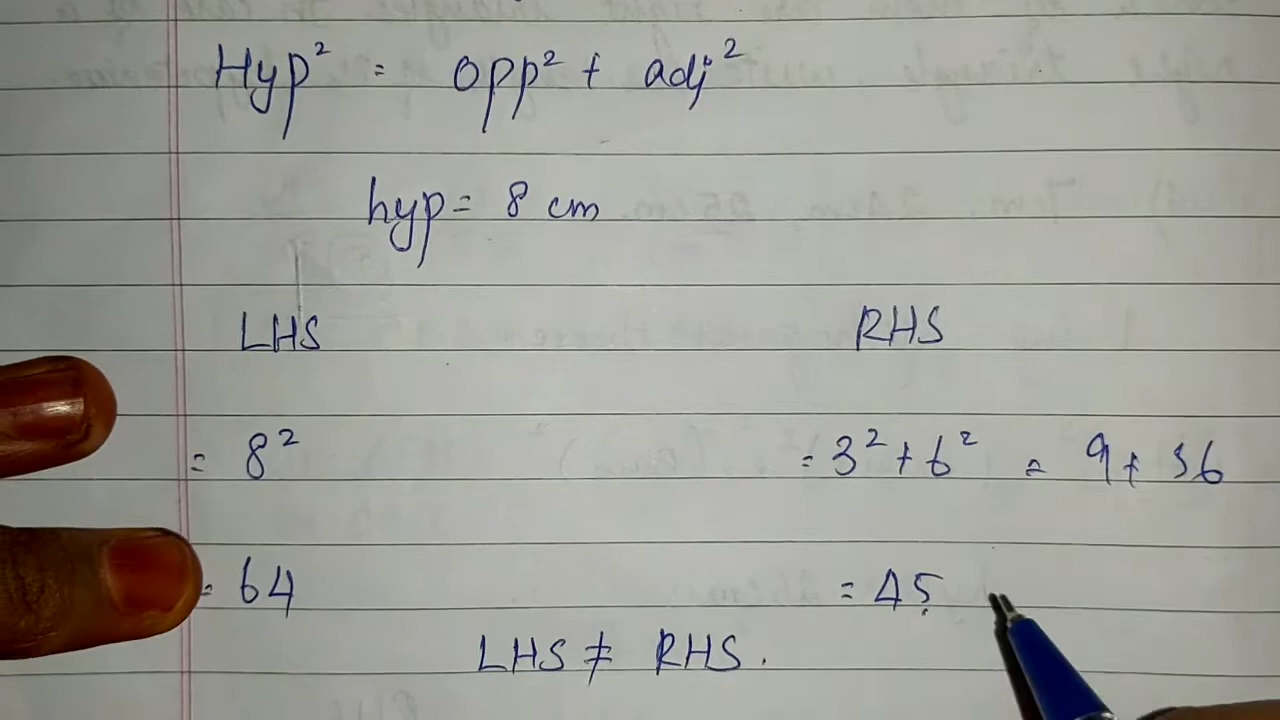 Hyp² = opp² + adj²
hyp = 8 cm
LHS RHS
= 8² = 3² + 6² = 9 + 36
= 64 = 45
LHS ≠ RHS.